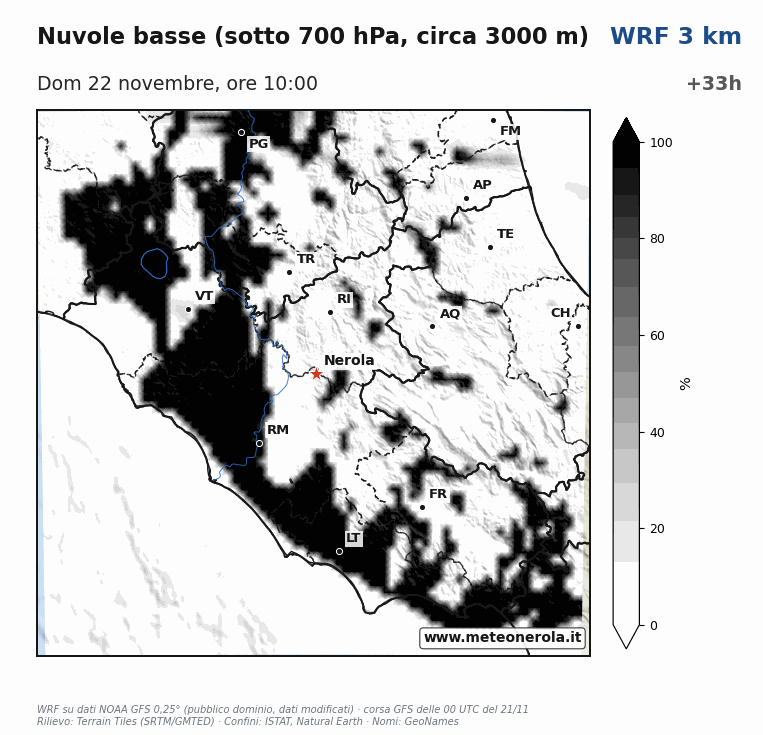 Nuvole basse (sotto 700 hPa, circa 3000 m) WRF 3 km
Dom 22 novembre, ore 10:00 +33h
FM
PG
AP
TE
TR
VT
RI
AQ
CH
Nerola
RM
FR
LT
www.meteonerola.it
100
80
60
40
20
0
%
WRF su dati NOAA GFS 0,25° (pubblico dominio, dati modificati) · corsa GFS delle 00 UTC del 21/11
Rilievo: Terrain Tiles (SRTM/GMTED) · Confini: ISTAT, Natural Earth · Nomi: GeoNames